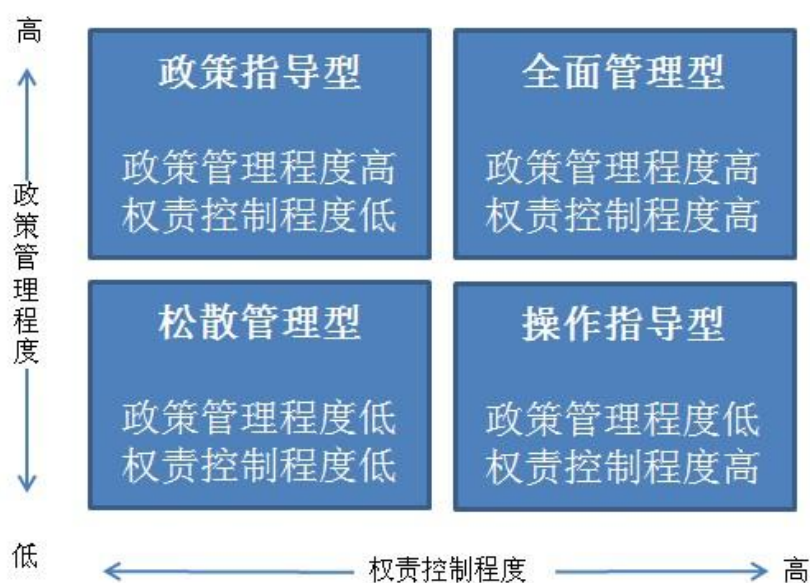 高
政策指导型
政策管理程度高
权责控制程度低
全面管理型
政策管理程度高
权责控制程度高
政策管理程度
松散管理型
政策管理程度低
权责控制程度低
操作指导型
政策管理程度低
权责控制程度高
低
权责控制程度
高